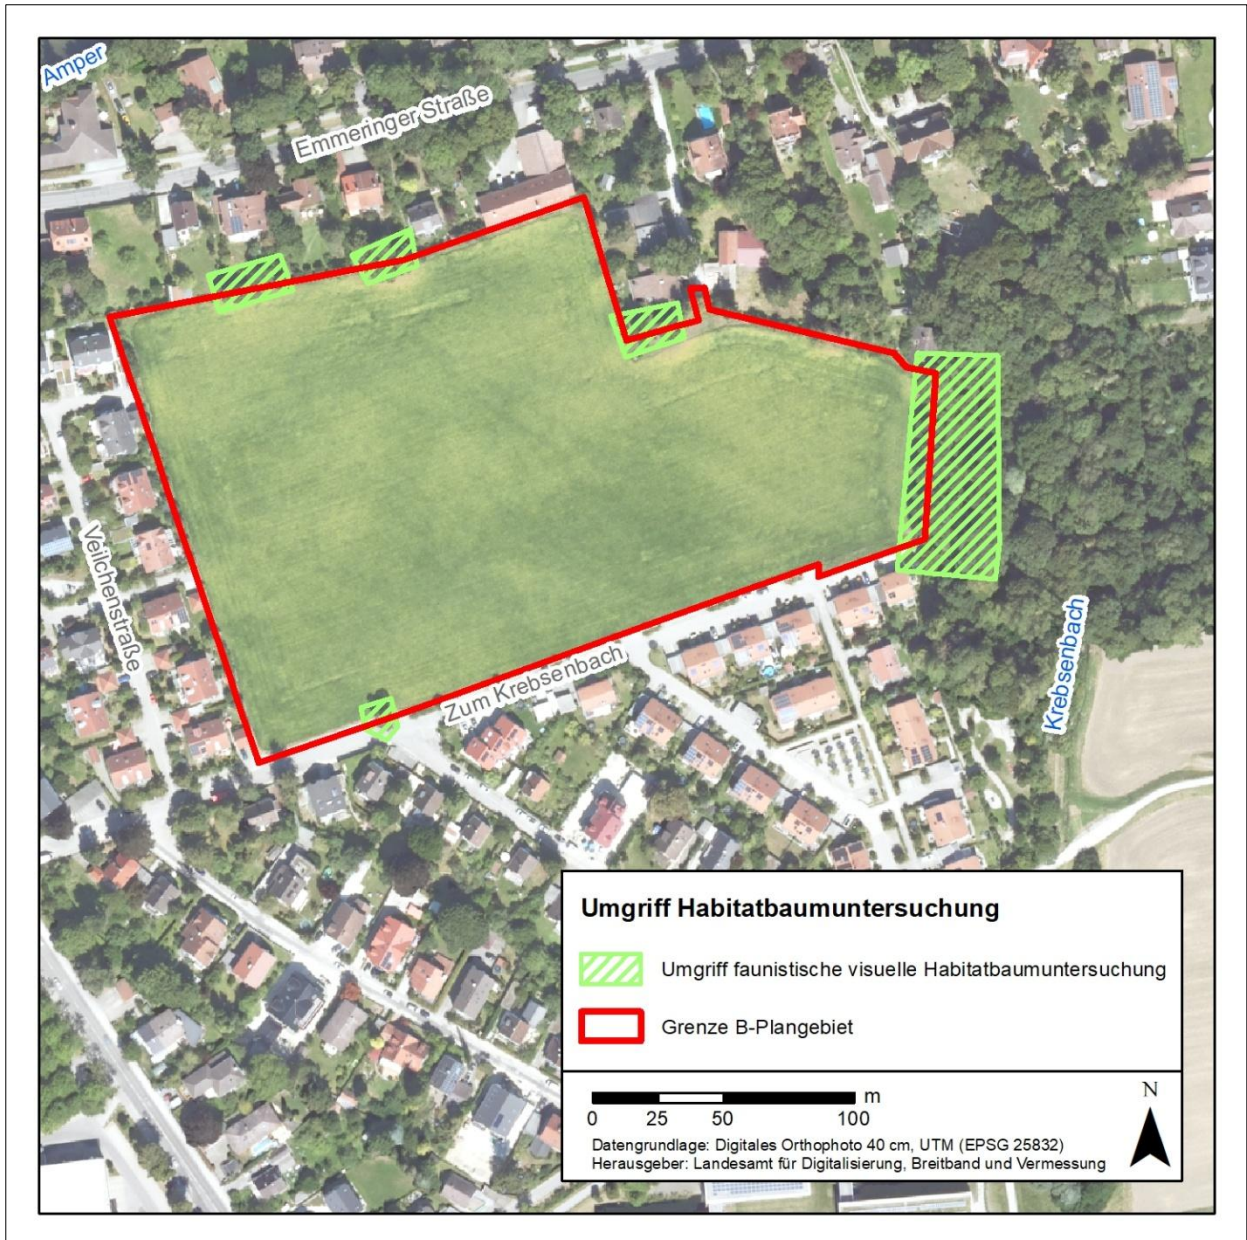 Amper
Emmeringer Straße
Veilchenstraße
Zum Krebsenbach
Krebsenbach
Umgriff Habitatbaumuntersuchung
Umgriff faunistische visuelle Habitatbaumuntersuchung
Grenze B-Plangebiet
m
0 25 50 100
N
Datengrundlage: Digitales Orthophoto 40 cm, UTM (EPSG 25832)
Herausgeber: Landesamt für Digitalisierung, Breitband und Vermessung